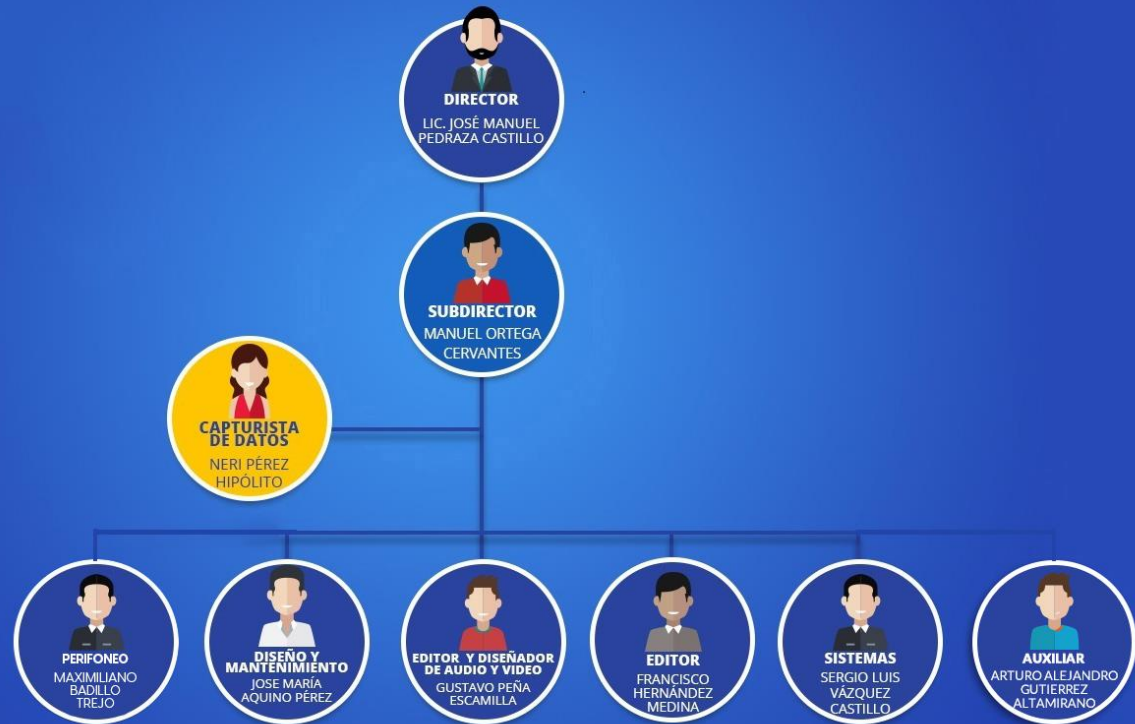 DIRECTOR
LIC. JOSÉ MANUEL
PEDRAZA CASTILLO
SUBDIRECTOR
MANUEL ORTEGA
CERVANTES
CAPTURISTA
DE DATOS
NERI PÉREZ
HIPÓLITO
PERIFONEO
MAXIMILIANO
BADILLO
TREJO
DISEÑO Y
MANTENIMIENTO
JOSE MARÍA
AQUINO PÉREZ
EDITOR Y DISEÑADOR
DE AUDIO Y VIDEO
GUSTAVO PEÑA
ESCAMILLA
EDITOR
FRANCISCO
HERNÁNDEZ
MEDINA
SISTEMAS
SERGIO LUIS
VÁZQUEZ
CASTILLO
AUXILIAR
ARTURO ALEJANDRO
GUTIERREZ
ALTAMIRANO